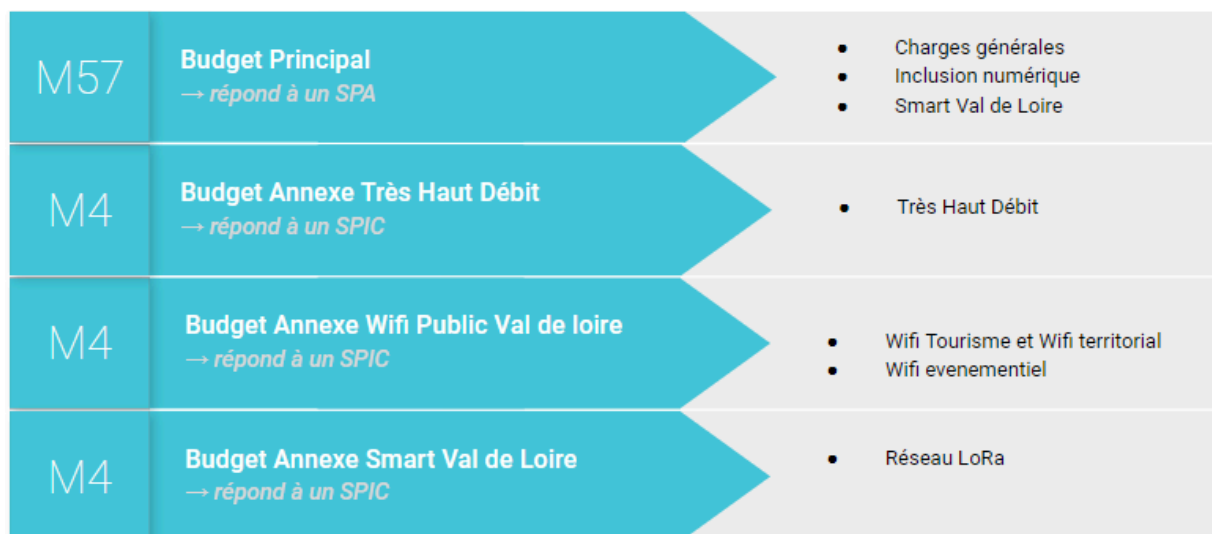 M57
Budget Principal
→ répond à un SPA
● Charges générales
● Inclusion numérique
● Smart Val de Loire
M4
Budget Annexe Très Haut Débit
→ répond à un SPIC
● Très Haut Débit
M4
Budget Annexe Wifi Public Val de loire
→ répond à un SPIC
● Wifi Tourisme et Wifi territorial
● Wifi evenementiel
M4
Budget Annexe Smart Val de Loire
→ répond à un SPIC
● Réseau LoRa